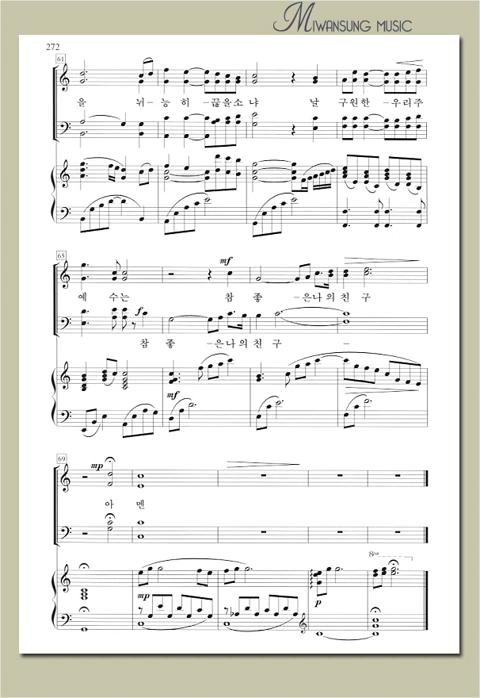 MIWANSUNG MUSIC
272
61
을 뉘- 능 히 - 끊을소 냐 날 구원한 - 우리주
65
mf
예 수는 참 좋 - 은나의 친 구
f
참 좋 - 은나의 친 구 -
mf
69
mp
아 멘
8va
mp
p